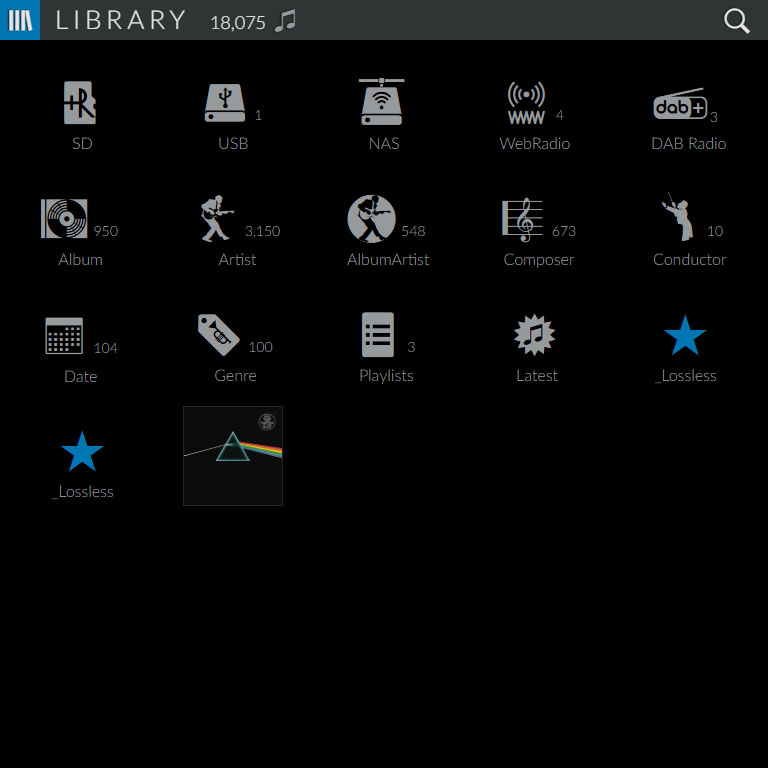 LIBRARY 18,075
+R
SD
1
USB
NAS
WWW 4
WebRadio
dab+ 3
DAB Radio
950
Album
3,150
Artist
548
AlbumArtist
673
Composer
10
Conductor
104
Date
100
Genre
3
Playlists
Latest
_Lossless
_Lossless